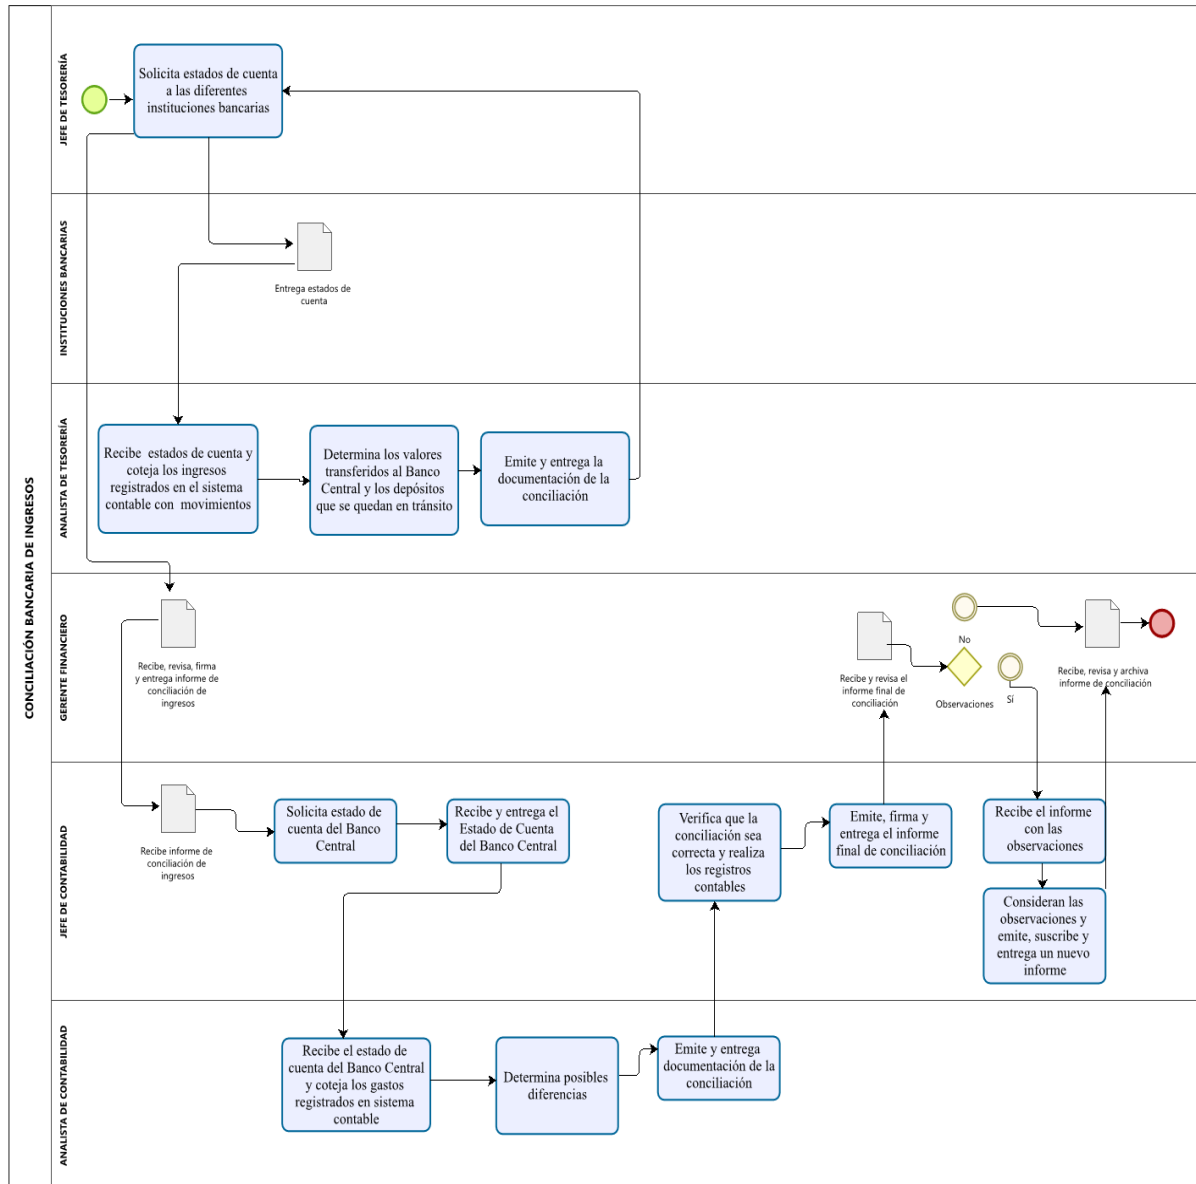 CONCILIACIÓN BANCARIA DE INGRESOS
JEFE DE TESORERÍA
Solicita estados de cuenta
a las diferentes
instituciones bancarias
INSTITUCIONES BANCARIAS
Entrega estados de
cuenta
ANALISTA DE TESORERÍA
Recibe estados de cuenta y
coteja los ingresos
registrados en el sistema
contable con movimientos
Determina los valores
transferidos al Banco
Central y los depósitos
que se quedan en tránsito
Emite y entrega la
documentación de la
conciliación
GERENTE FINANCIERO
Recibe, revisa, firma
y entrega informe de
conciliación de
ingresos
Recibe y revisa el
informe final de
conciliación
No
Observaciones
Sí
Recibe, revisa y archiva
informe de conciliación
JEFE DE CONTABILIDAD
Recibe informe de
conciliación de
ingresos
Solicita estado de
cuenta del Banco
Central
Recibe y entrega el
Estado de Cuenta
del Banco Central
Verifica que la
conciliación sea
correcta y realiza
los registros
contables
Emite, firma y
entrega el informe
final de conciliación
Recibe el informe
con las
observaciones
Consideran las
observaciones y
emite, suscribe y
entrega un nuevo
informe
ANALISTA DE CONTABILIDAD
Recibe el estado de
cuenta del Banco Central
y coteja los gastos
registrados en sistema
contable
Determina posibles
diferencias
Emite y entrega
documentación de la
conciliación